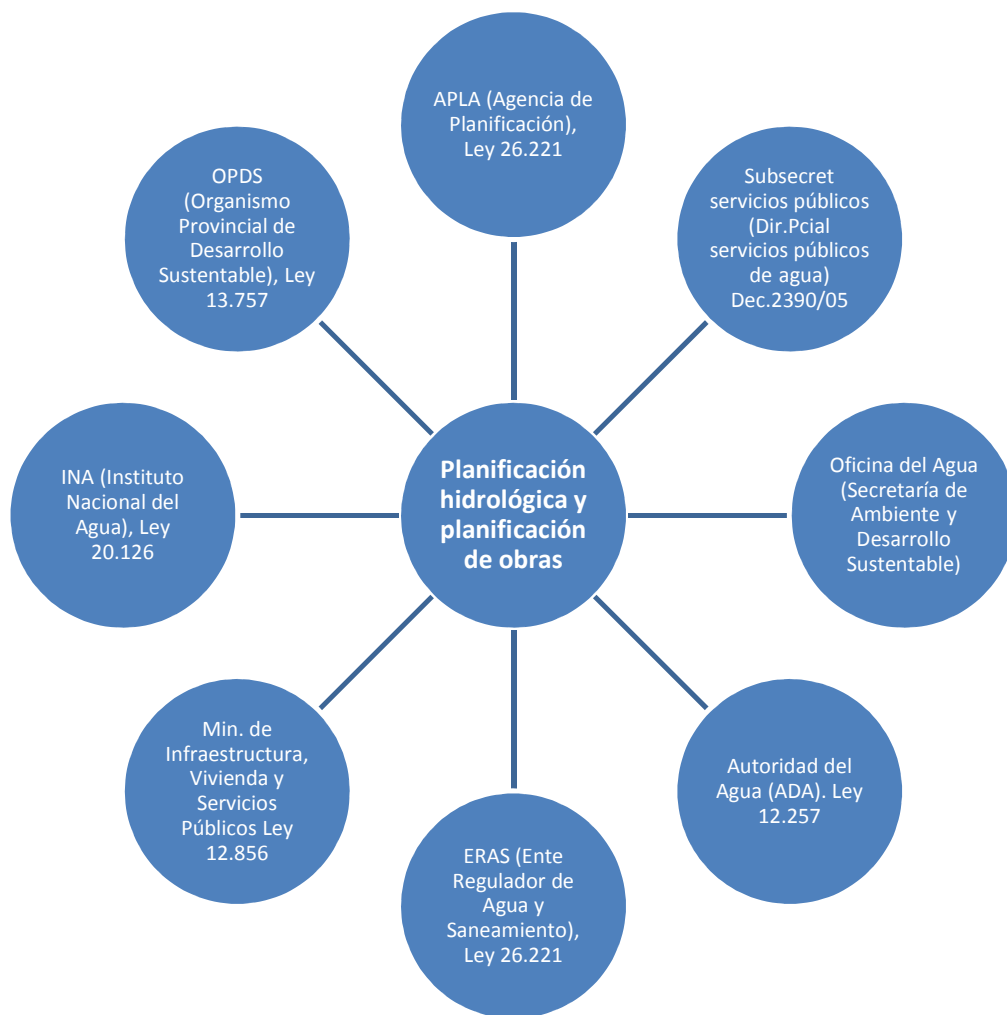 APLA (Agencia de
Planificación),
Ley 26.221
Subsecret
servicios públicos
(Dir.Pcial
servicios públicos
de agua)
Dec.2390/05
Oficina del Agua
(Secretaría de
Ambiente y
Desarrollo
Sustentable)
Autoridad del
Agua (ADA). Ley
12.257
ERAS (Ente
Regulador de
Agua y
Saneamiento),
Ley 26.221
Min. de
Infraestructura,
Vivienda y
Servicios
Públicos Ley
12.856
INA (Instituto
Nacional del
Agua), Ley
20.126
OPDS
(Organismo
Provincial de
Desarrollo
Sustentable), Ley
13.757
Planificación
hidrológica y
planificación
de obras